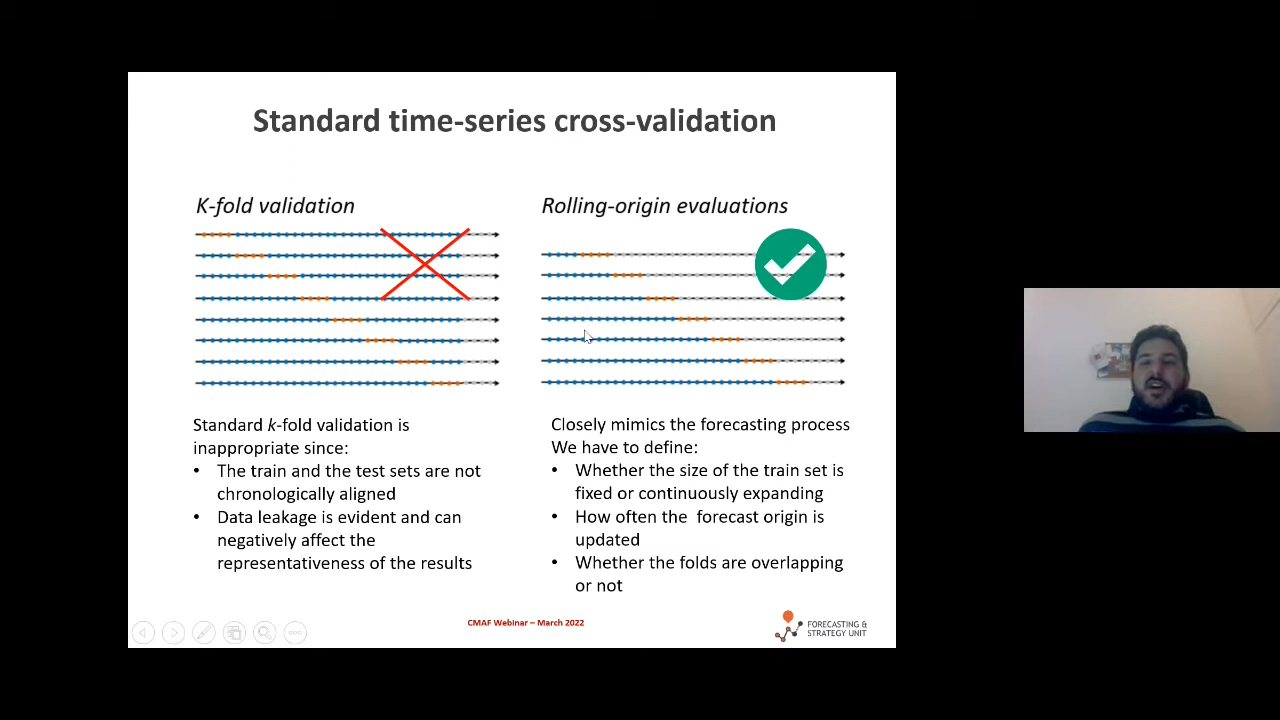 Standard time-series cross-validation
K-fold validation
Standard k-fold validation is
inappropriate since:
• The train and the test sets are not
chronologically aligned
• Data leakage is evident and can
negatively affect the
representativeness of the results
Rolling-origin evaluations
Closely mimics the forecasting process
We have to define:
• Whether the size of the train set is
fixed or continuously expanding
• How often the forecast origin is
updated
• Whether the folds are overlapping
or not
CMAF Webinar – March 2022
FORECASTING &
STRATEGY UNIT